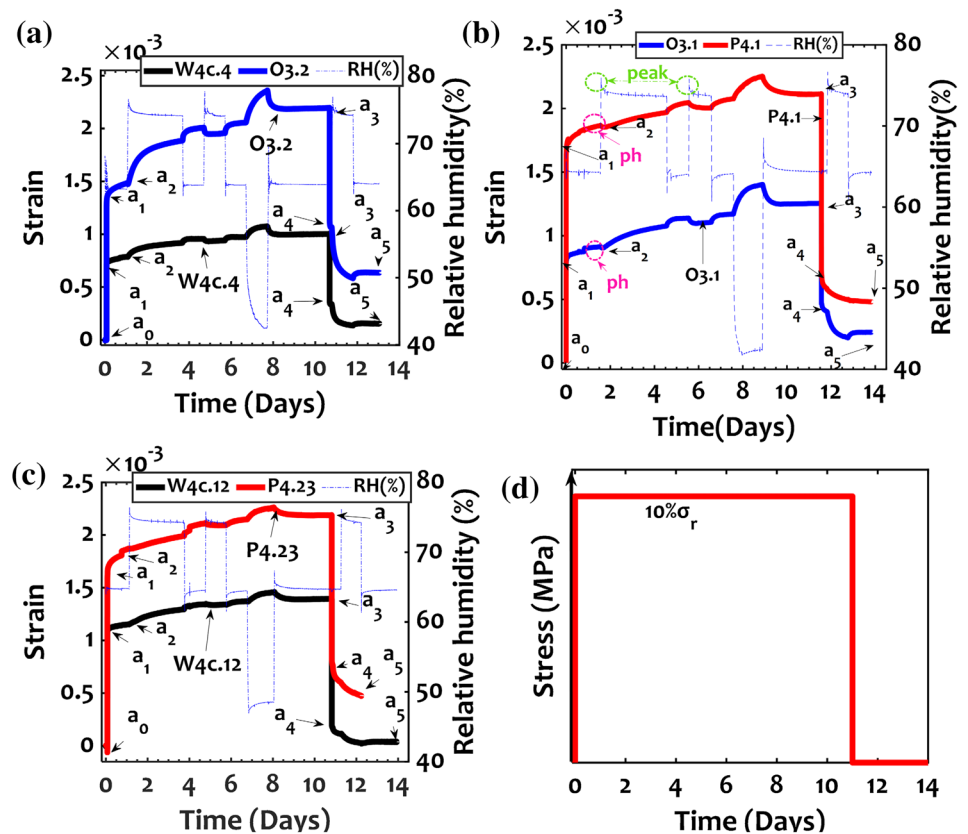 (a)
×10⁻³
W4c.4 O3.2 RH(%)
2.5
2
1.5
1
0.5
0
80
70
60
50
40
Strain
Relative humidity(%)
a3
O3.2
a2
a1
a4
a3
a2
W4c.4
a5
a1
a4
a5
a0
0 2 4 6 8 10 12 14
Time (Days)
(b)
×10⁻³
O3.1 P4.1 RH(%)
2.5
2
1.5
1
0.5
0
80
70
60
50
40
Strain
Relative humidity(%)
peak
a3
P4.1
a2
a1
ph
a3
a2
O3.1
a4
a5
a1
ph
a4
a0
a5
0 2 4 6 8 10 12 14
Time(Days)
(c)
×10⁻³
W4c.12 P4.23 RH(%)
2.5
2
1.5
1
0.5
0
80
70
60
50
40
Strain
Relative humidity (%)
a3
P4.23
a2
a1
a3
a2
a1
W4c.12
a4
a5
a4
a5
a0
0 2 4 6 8 10 12 14
Time (Days)
(d)
10%σr
Stress (MPa)
0 2 4 6 8 10 12 14
Time (Days)